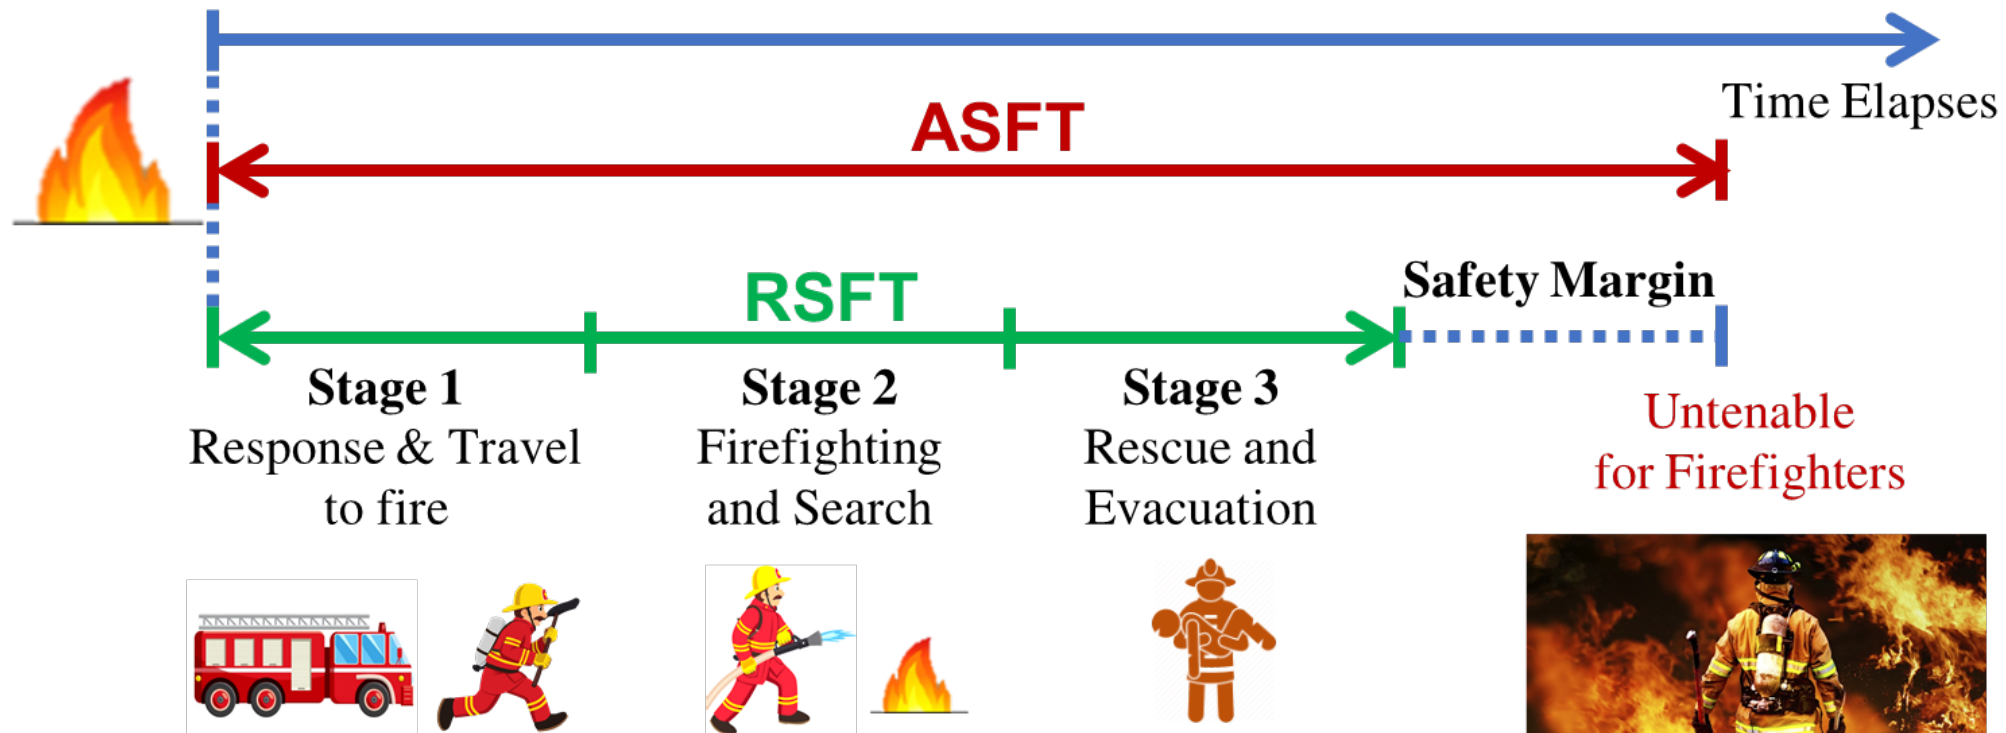 Time Elapses
ASFT
RSFT
Safety Margin
Stage 1
Response & Travel
to fire
Stage 2
Firefighting
and Search
Stage 3
Rescue and
Evacuation
Untenable
for Firefighters